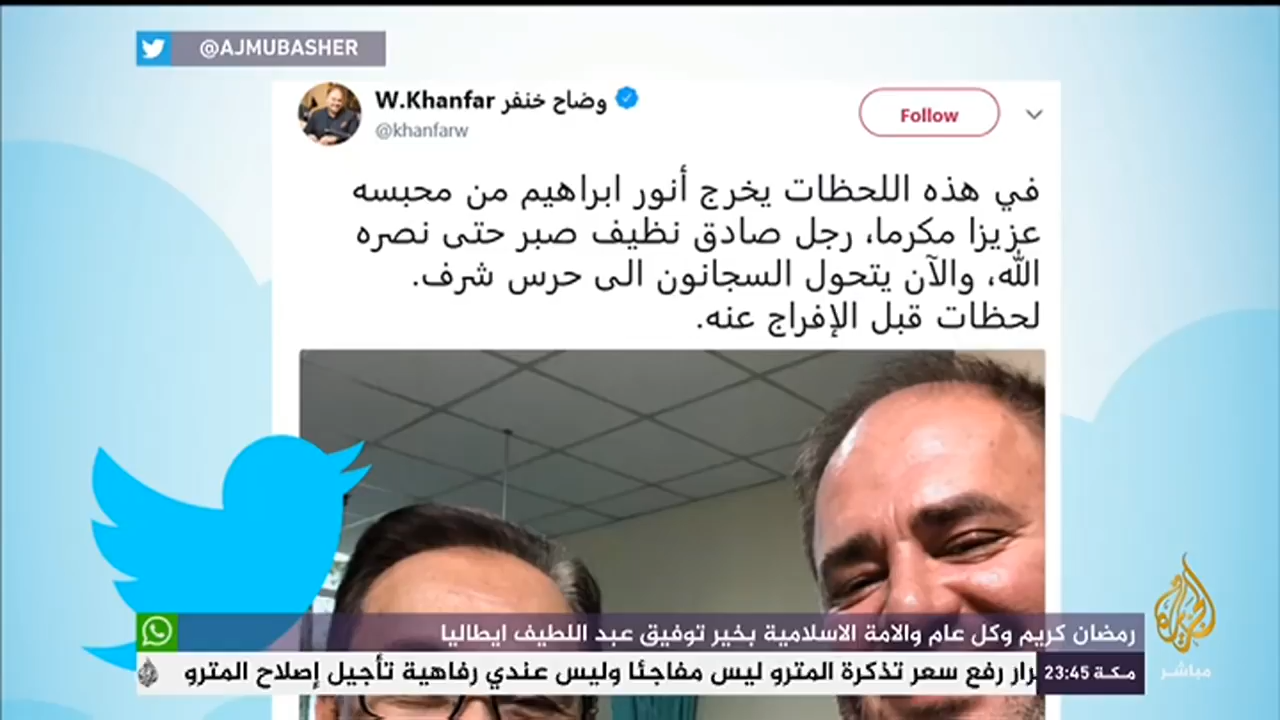 @AJMUBASHER
W.Khanfar وضاح خنفر
@khanfarw
Follow
في هذه اللحظات يخرج أنور ابراهيم من محبسه
عزيزا مكرما، رجل صادق نظيف صبر حتى نصره
الله، والآن يتحول السجانون الى حرس شرف.
لحظات قبل الإفراج عنه.
رمضان كريم وكل عام والامة الاسلامية بخير توفيق عبد اللطيف ايطاليا
مكة 23:45
رفع سعر تذكرة المترو ليس مفاجئا وليس عندي رفاهية تأجيل إصلاح المترو
الجزيرة
مباشر